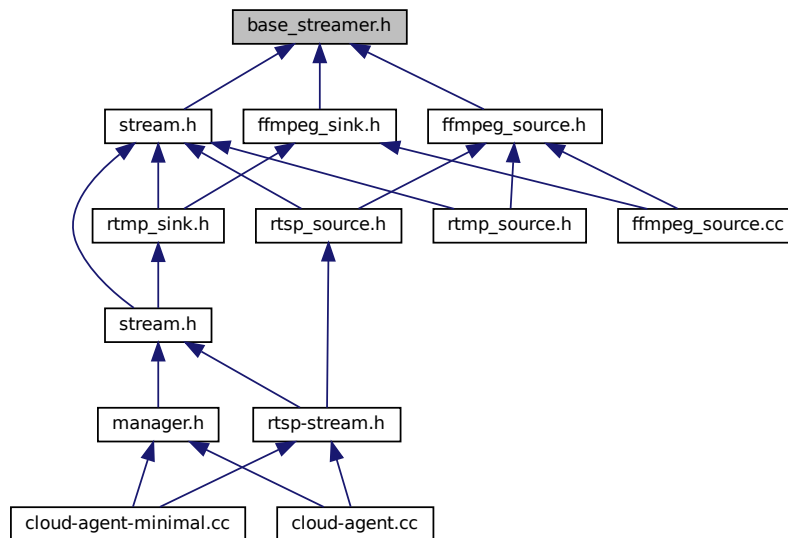 base_streamer.h
stream.h
ffmpeg_sink.h
ffmpeg_source.h
rtmp_sink.h
rtsp_source.h
rtmp_source.h
ffmpeg_source.cc
stream.h
manager.h
rtsp-stream.h
cloud-agent-minimal.cc
cloud-agent.cc